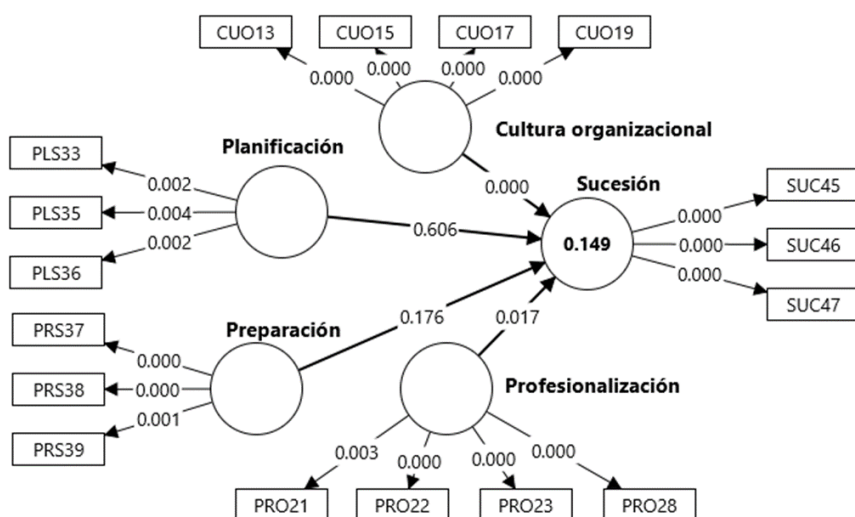 CUO13
CUO15
CUO17
CUO19
0.000
0.000
0.000
0.000
Cultura organizacional
0.000
Planificación
PLS33
PLS35
PLS36
0.002
0.004
0.002
0.606
Sucesión
0.149
0.000
0.000
0.000
SUC45
SUC46
SUC47
Preparación
PRS37
PRS38
PRS39
0.000
0.000
0.001
0.176
0.017
Profesionalización
0.003
0.000
0.000
0.000
PRO21
PRO22
PRO23
PRO28